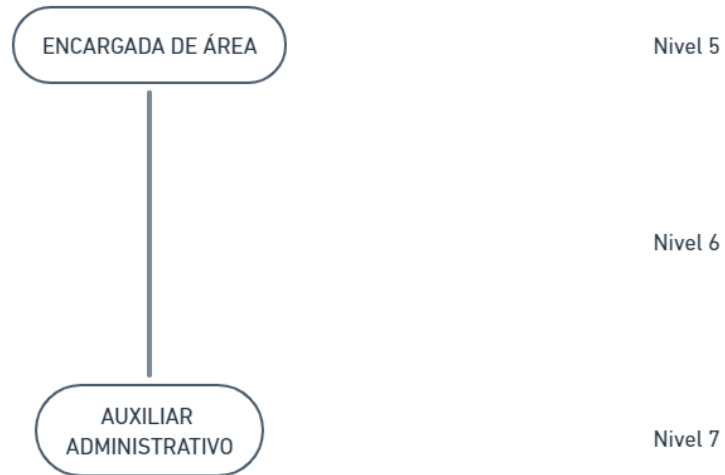 ENCARGADA DE ÁREA
Nivel 5
Nivel 6
AUXILIAR
ADMINISTRATIVO
Nivel 7